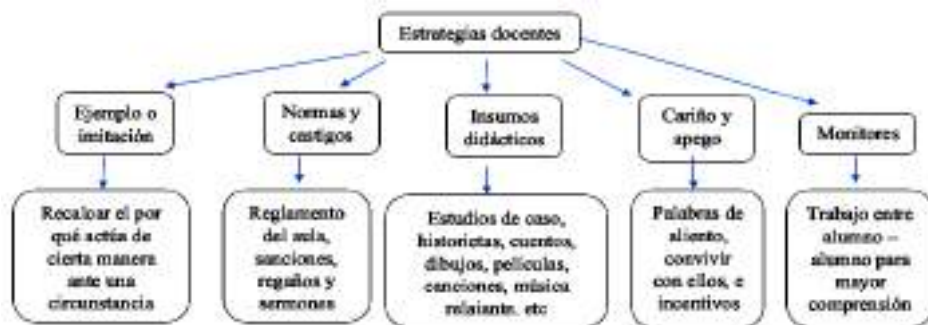 Estrategias docentes
Ejemplo o
imitación
Normas y
castigos
Insumos
didácticos
Cariño y
apego
Monitores
Recalcar el por
qué actúa de
cierta manera
ante una
circunstancia
Reglamento
del aula,
sanciones,
regaños y
sermones
Estudios de caso,
historietas, cuentos,
dibujos, películas,
canciones, música
relajante, etc
Palabras de
aliento,
convivir
con ellos, e
incentivos
Trabajo entre
alumno –
alumno para
mayor
comprensión